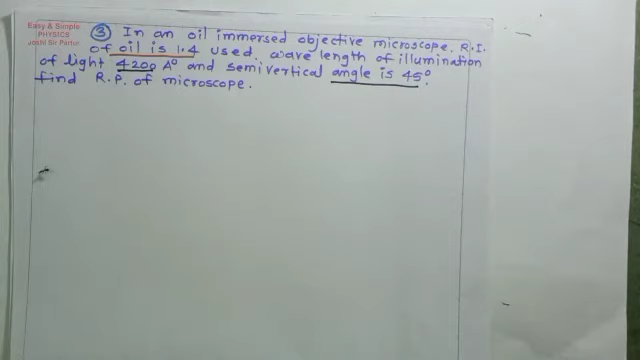 Easy & Simple
PHYSICS
Joshi Sir Partur
③ In an oil immersed objective microscope. R.I.
of oil is 1.4 used. wave length of illumination
of light 4200 A° and semivertical angle is 45°
find R.P. of microscope.